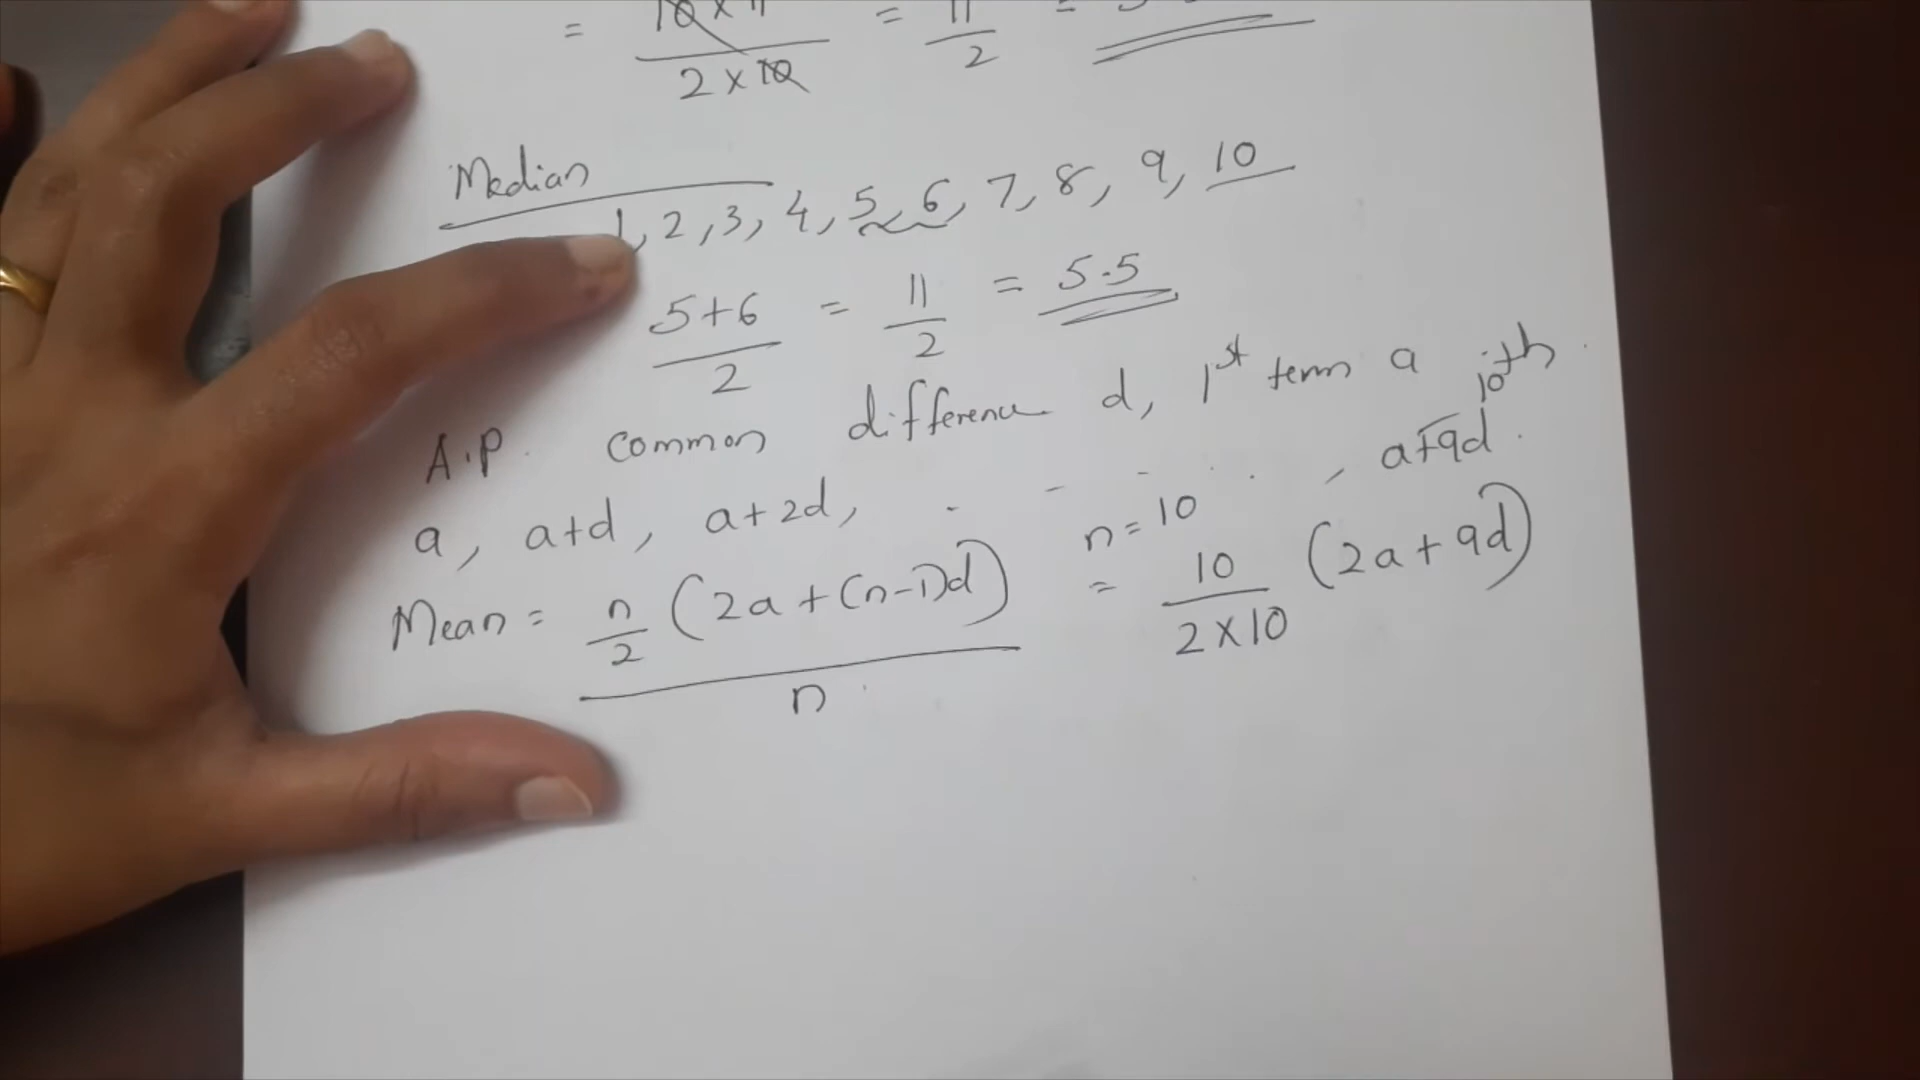 = 10 x 11 / 2 x 10 = 11 / 2 =
Median
1, 2, 3, 4, 5, 6, 7, 8, 9, 10
5+6 / 2 = 11 / 2 = 5.5
A.P. common difference d, 1st term a 10th
a, a+d, a+2d, . - - . . , a+9d.
n=10
Mean = n/2 (2a+(n-1)d) / n = 10 / 2x10 (2a+9d)